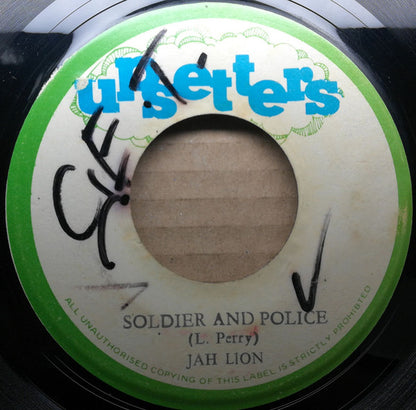 upsetters
SOLDIER AND POLICE
(L. Perry)
JAH LION
ALL UNAUTHORISED COPYING OF THIS LABEL IS STRICTLY PROHIBITED